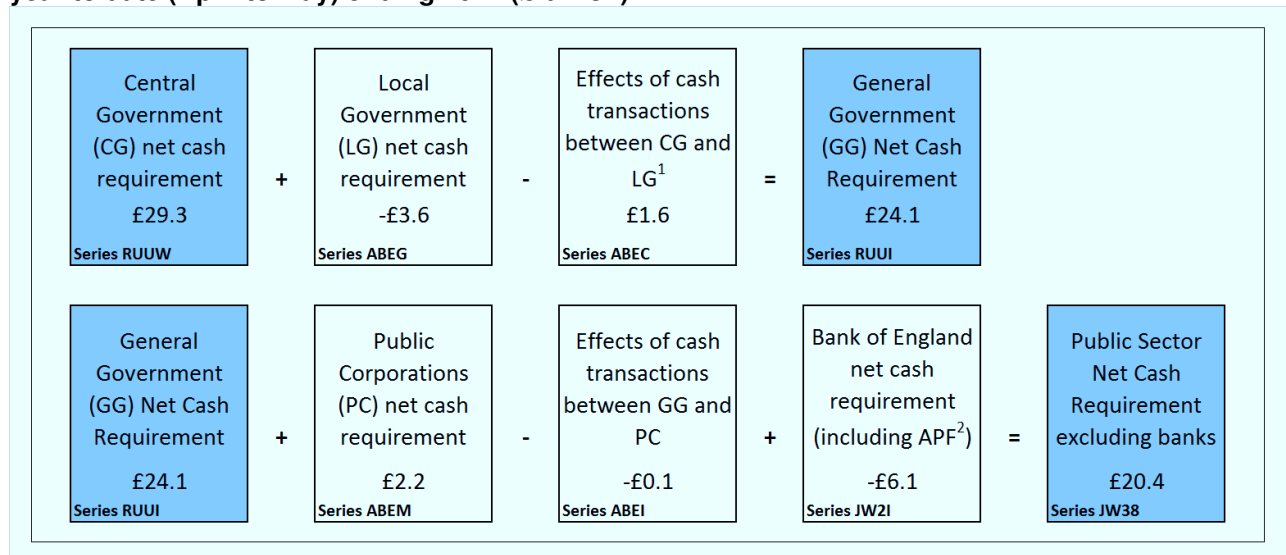 Central
Government
(CG) net cash
requirement
£29.3
Series RUUW
+
Local
Government
(LG) net cash
requirement
-£3.6
Series ABEG
-
Effects of cash
transactions
between CG and
LG1
£1.6
Series ABEC
=
General
Government
(GG) Net Cash
Requirement
£24.1
Series RUUI
General
Government
(GG) Net Cash
Requirement
£24.1
Series RUUI
+
Public
Corporations
(PC) net cash
requirement
£2.2
Series ABEM
-
Effects of cash
transactions
between GG and
PC
-£0.1
Series ABEI
+
Bank of England
net cash
requirement
(including APF2)
-£6.1
Series JW2I
=
Public Sector
Net Cash
Requirement
excluding banks
£20.4
Series JW38